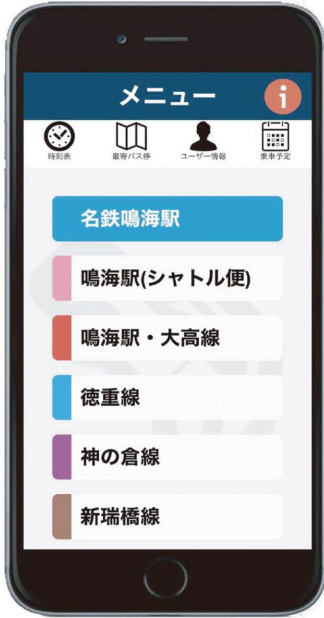 メニュー
i
時刻表
最寄バス停
ユーザー情報
乗車予定
名鉄鳴海駅
鳴海駅(シャトル便)
鳴海駅・大高線
徳重線
神の倉線
新瑞橋線